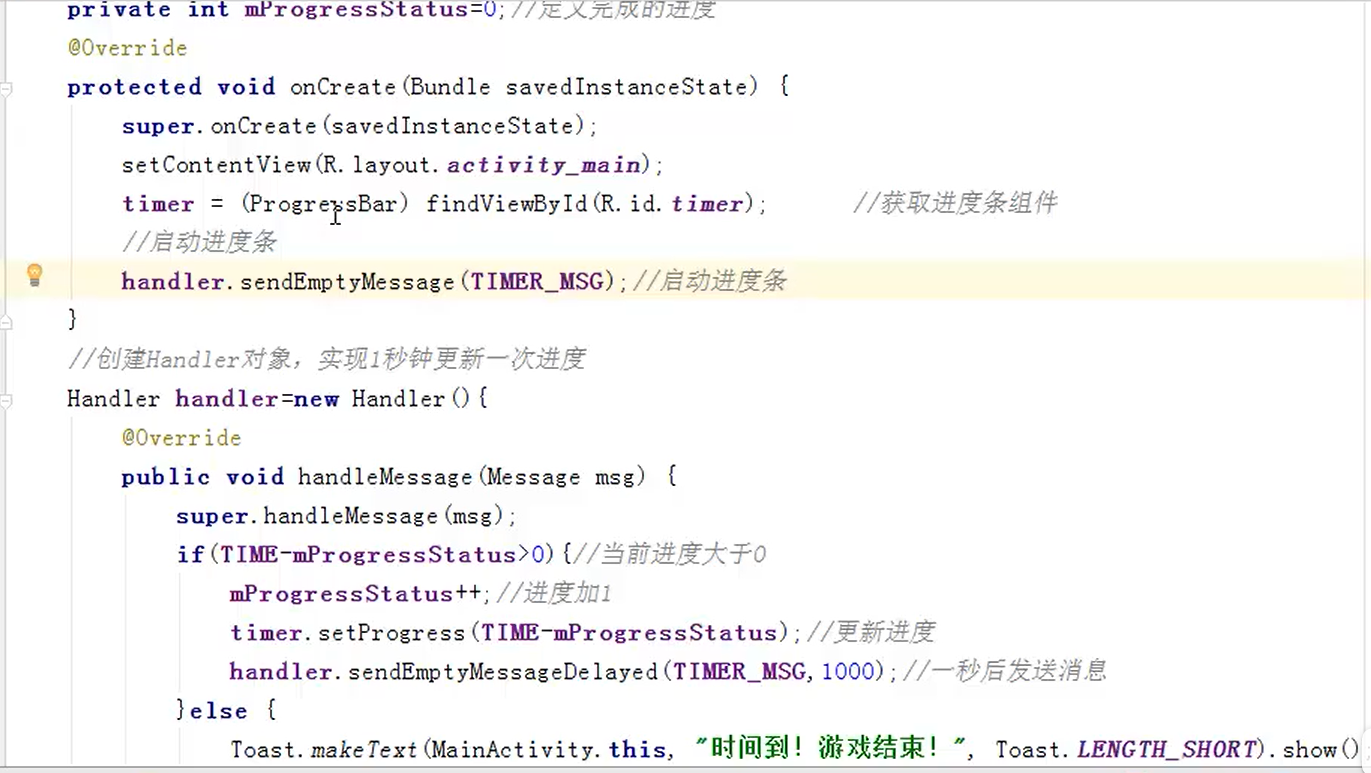 private int mProgressStatus=0;//定义完成的进度
@Override
protected void onCreate(Bundle savedInstanceState) {
super.onCreate(savedInstanceState);
setContentView(R.layout.activity_main);
timer = (ProgressBar) findViewById(R.id.timer); //获取进度条组件
//启动进度条
handler.sendEmptyMessage(TIMER_MSG);//启动进度条
}
//创建Handler对象，实现1秒钟更新一次进度
Handler handler=new Handler(){
@Override
public void handleMessage(Message msg) {
super.handleMessage(msg);
if(TIME-mProgressStatus>0){//当前进度大于0
mProgressStatus++;//进度加1
timer.setProgress(TIME-mProgressStatus);//更新进度
handler.sendEmptyMessageDelayed(TIMER_MSG,1000);//一秒后发送消息
}else {
Toast.makeText(MainActivity.this, "时间到！游戏结束！", Toast.LENGTH_SHORT).show()